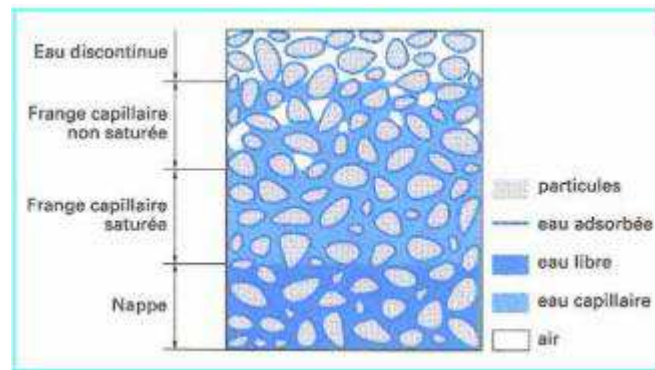 Eau discontinue
Frange capillaire
non saturée
Frange capillaire
saturée
Nappe
particules
eau adsorbée
eau libre
eau capillaire
air